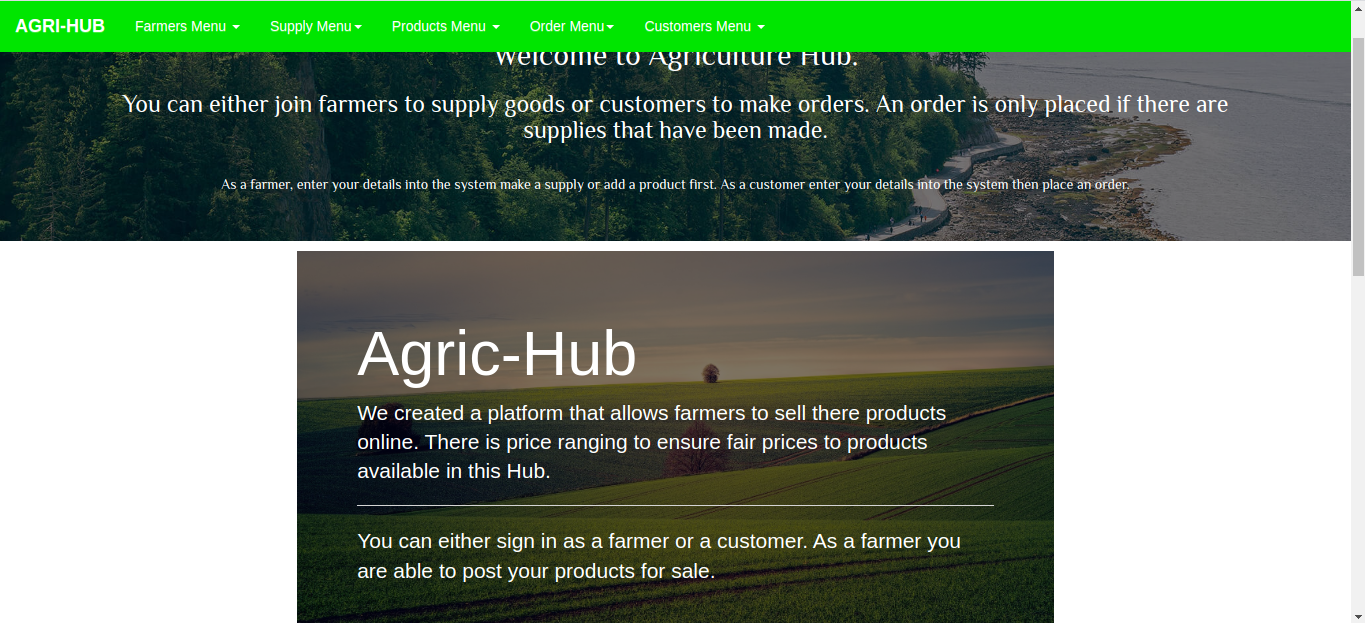 AGRI-HUB Farmers Menu Supply Menu Products Menu Order Menu Customers Menu
Welcome to Agriculture Hub.
You can either join farmers to supply goods or customers to make orders. An order is only placed if there are
supplies that have been made.
As a farmer, enter your details into the system make a supply or add a product first. As a customer enter your details into the system then place an order.
Agric-Hub
We created a platform that allows farmers to sell there products
online. There is price ranging to ensure fair prices to products
available in this Hub.
You can either sign in as a farmer or a customer. As a farmer you
are able to post your products for sale.